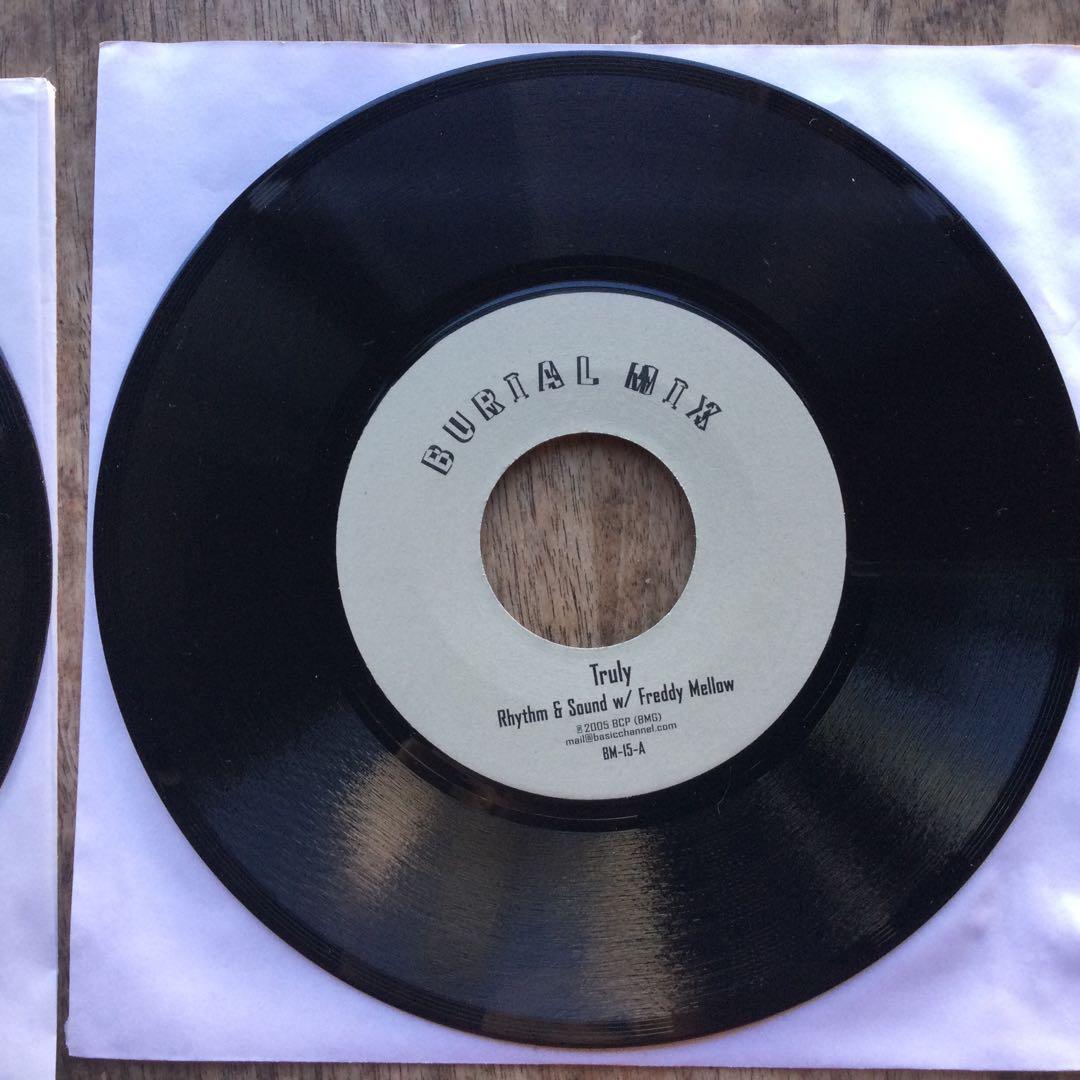 BURIAL MIX
Truly
Rhythm & Sound w/ Freddy Mellow
℗ 2005 BCP (BMG)
mail@basicchannel.com
BM-15-A